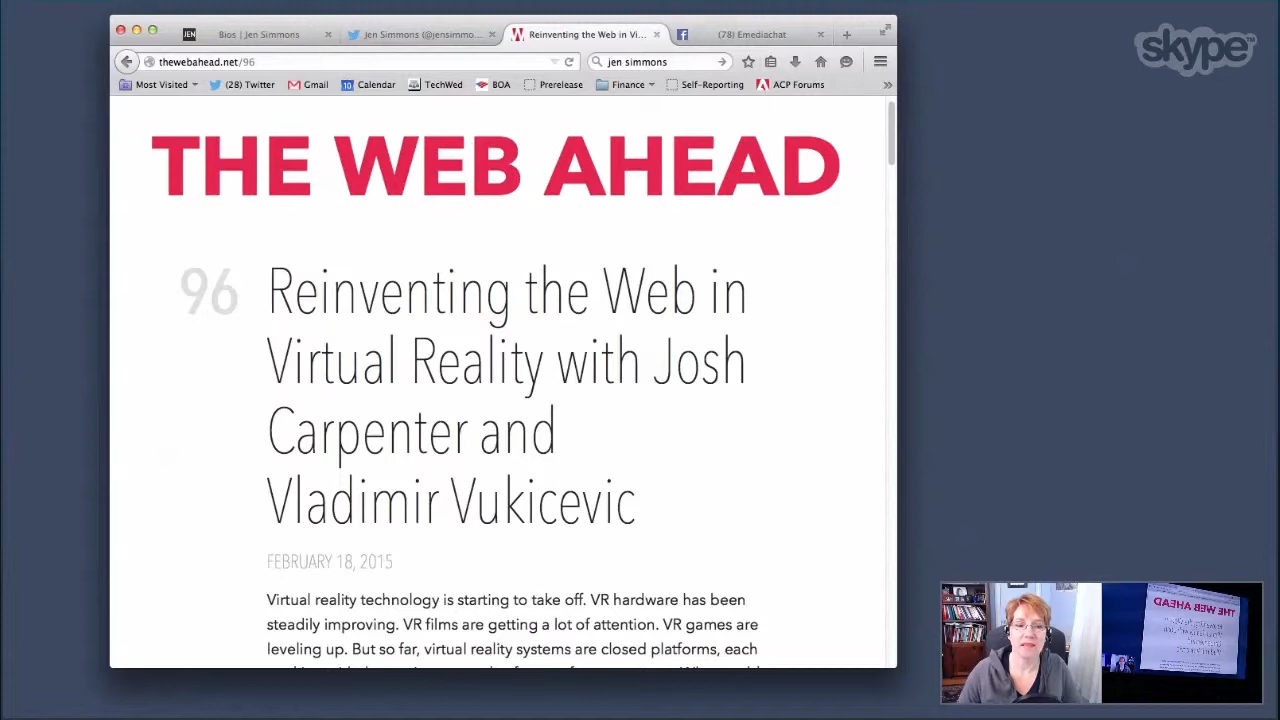 Bios | Jen Simmons
Jen Simmons (@jensimmo...
Reinventing the Web in Vi...
(78) Emediachat
thewebahead.net/96
jen simmons
Most Visited
(28) Twitter
Gmail
Calendar
TechWed
BOA
Prerelease
Finance
Self-Reporting
ACP Forums
skype™
THE WEB AHEAD
96
Reinventing the Web in
Virtual Reality with Josh
Carpenter and
Vladimir Vukicevic
FEBRUARY 18, 2015
Virtual reality technology is starting to take off. VR hardware has been
steadily improving. VR films are getting a lot of attention. VR games are
leveling up. But so far, virtual reality systems are closed platforms, each
THE WEB AHEAD